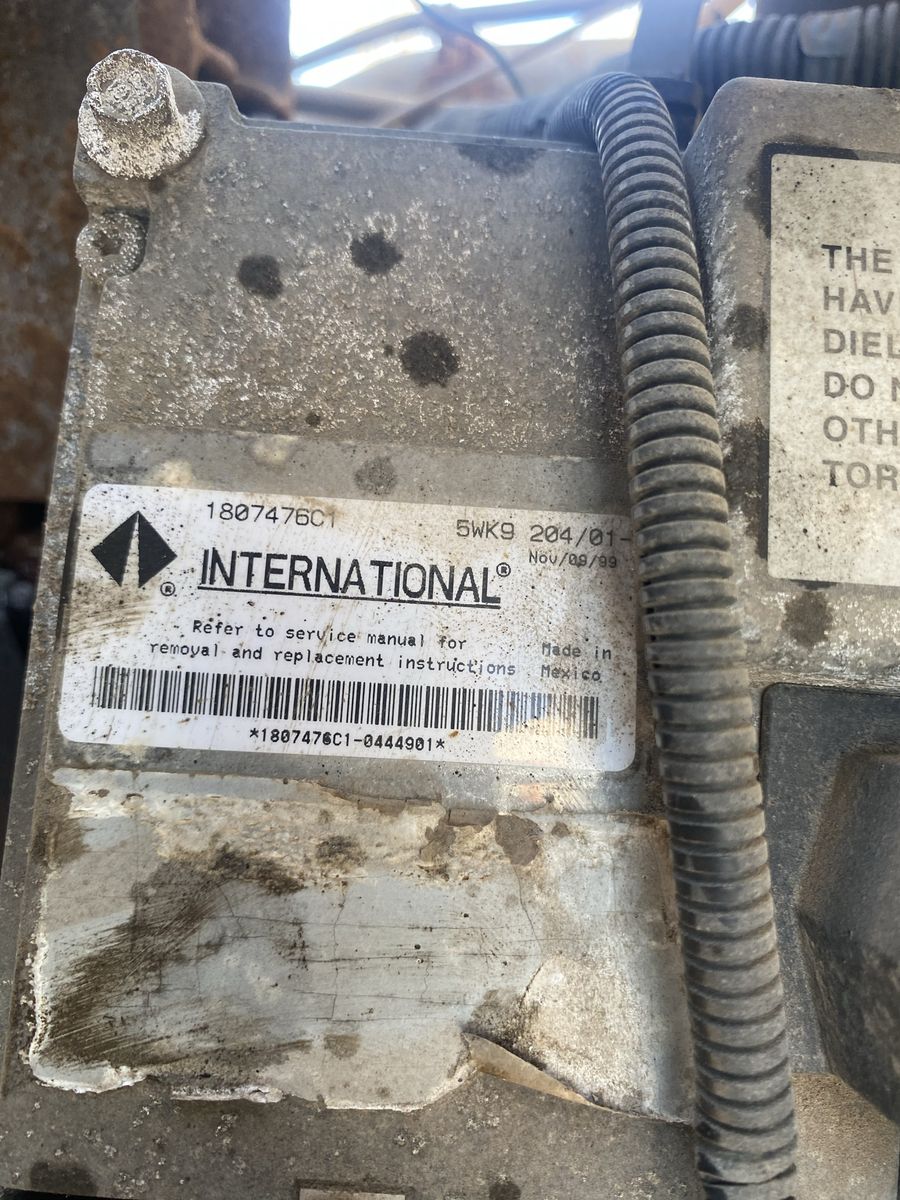 1807476C1
5WK9 204/01-
Nov/09/99
INTERNATIONAL®
®
Refer to service manual for
removal and replacement instructions
Made in
Mexico
*1807476C1-0444901*
THE
HAV
DIEL
DO N
OTH
TOR